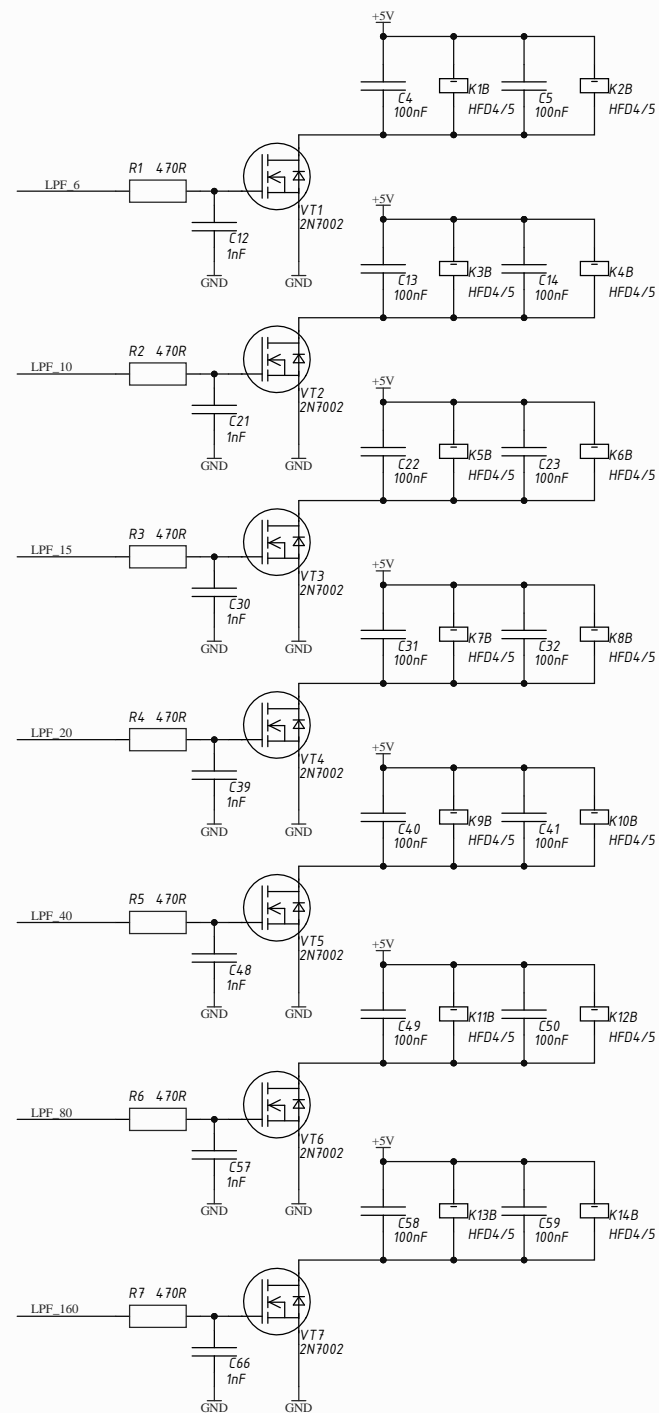 +5V
C4
100nF
K1B
HFD4/5
C5
100nF
K2B
HFD4/5
R1 470R
LPF_6
C12
1nF
GND
VT1
2N7002
GND
+5V
C13
100nF
K3B
HFD4/5
C14
100nF
K4B
HFD4/5
R2 470R
LPF_10
C21
1nF
GND
VT2
2N7002
GND
+5V
C22
100nF
K5B
HFD4/5
C23
100nF
K6B
HFD4/5
R3 470R
LPF_15
C30
1nF
GND
VT3
2N7002
GND
+5V
C31
100nF
K7B
HFD4/5
C32
100nF
K8B
HFD4/5
R4 470R
LPF_20
C39
1nF
GND
VT4
2N7002
GND
+5V
C40
100nF
K9B
HFD4/5
C41
100nF
K10B
HFD4/5
R5 470R
LPF_40
C48
1nF
GND
VT5
2N7002
GND
+5V
C49
100nF
K11B
HFD4/5
C50
100nF
K12B
HFD4/5
R6 470R
LPF_80
C57
1nF
GND
VT6
2N7002
GND
+5V
C58
100nF
K13B
HFD4/5
C59
100nF
K14B
HFD4/5
R7 470R
LPF_160
C66
1nF
GND
VT7
2N7002
GND